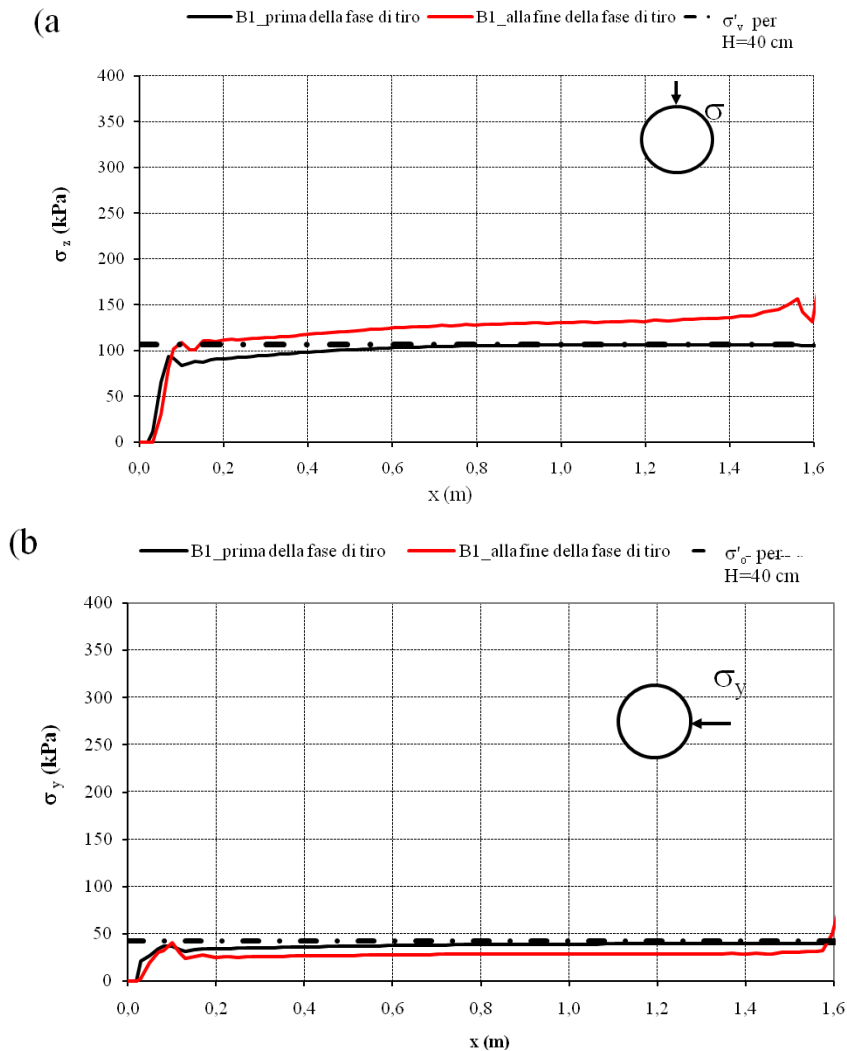 (a
B1_prima della fase di tiro B1_alla fine della fase di tiro σ'v per
H=40 cm
400
350
300
250
200
150
100
50
0
σz (kPa)
σ
0,0 0,2 0,4 0,6 0,8 1,0 1,2 1,4 1,6
x (m)
(b
B1_prima della fase di tiro B1_alla fine della fase di tiro σ'o per
H=40 cm
400
350
300
250
200
150
100
50
0
σy (kPa)
σy
0,0 0,2 0,4 0,6 0,8 1,0 1,2 1,4 1,6
x (m)